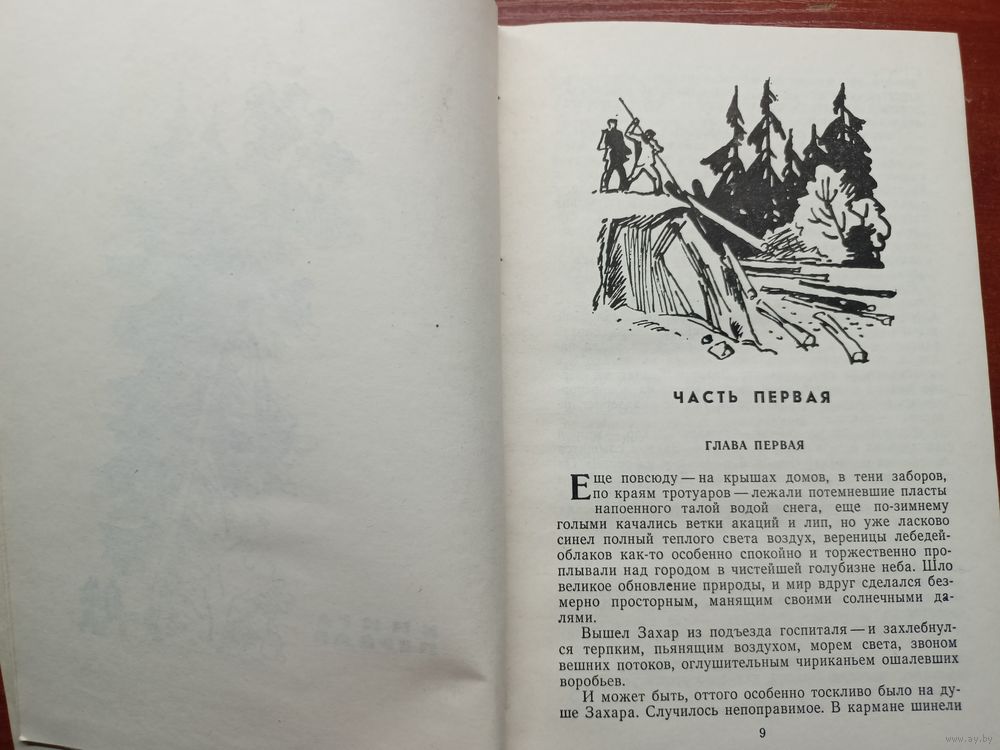 ЧАСТЬ ПЕРВАЯ
ГЛАВА ПЕРВАЯ
Еще повсюду — на крышах домов, в тени заборов,
по краям тротуаров — лежали потемневшие пласты
напоенного талой водой снега, еще по-зимнему
голыми качались ветки акаций и лип, но уже ласково
синел полный теплого света воздух, вереницы лебедей-
облаков как-то особенно спокойно и торжественно про-
плывали над городом в чистейшей голубизне неба. Шло
великое обновление природы, и мир вдруг сделался без-
мерно просторным, манящим своими солнечными да-
лями.
Вышел Захар из подъезда госпиталя — и захлебнул-
ся терпким, пьянящим воздухом, морем света, звоном
вешних потоков, оглушительным чириканьем ошалевших
воробьев.
И может быть, оттого особенно тоскливо было на ду-
ше Захара. Случилось непоправимое. В кармане шинели
9
www.ay.by